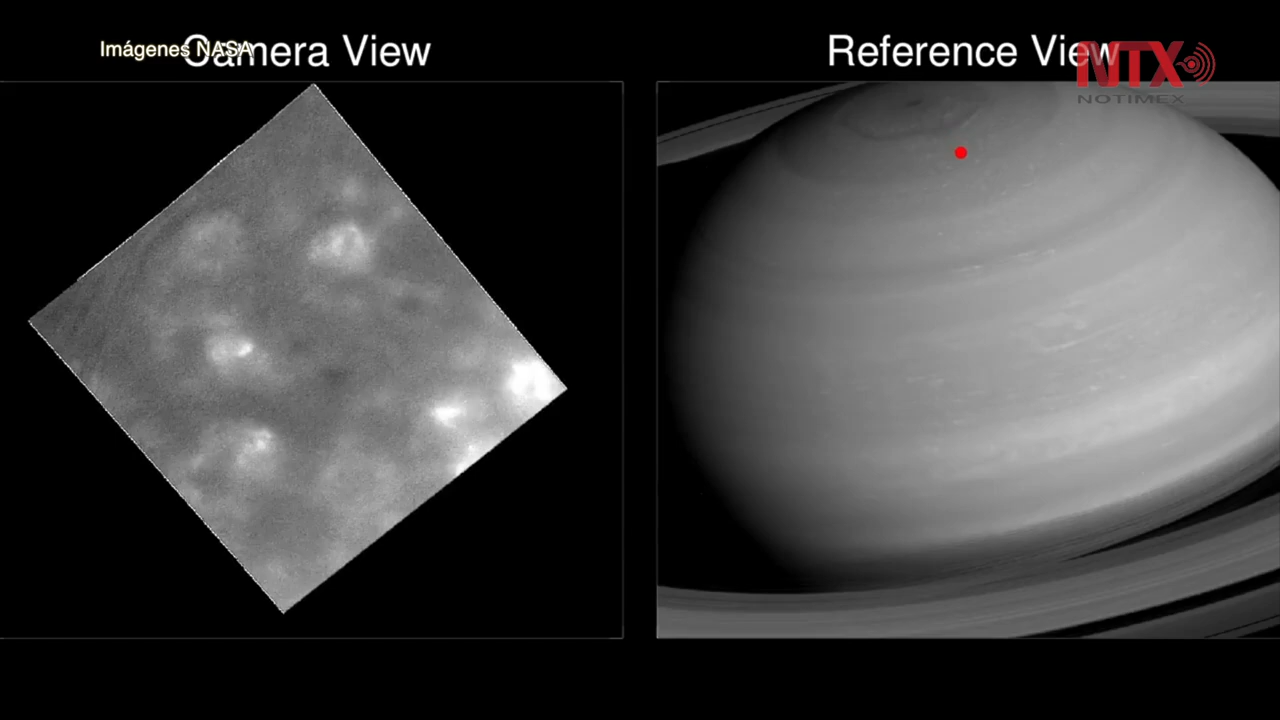 Imágenes NASA
Camera View
Reference View
NTX
NOTIMEX